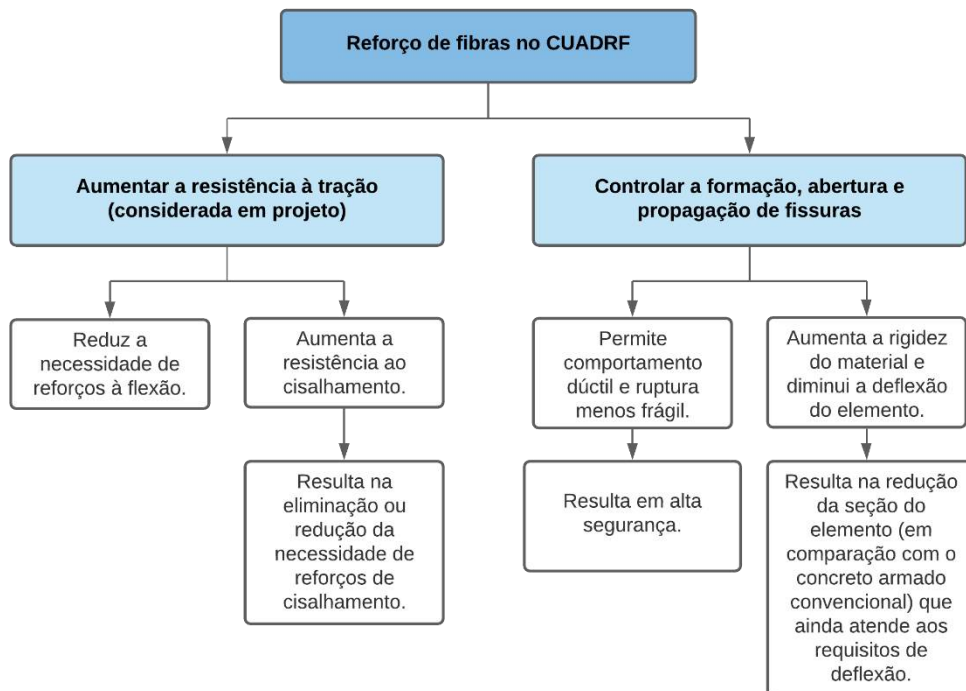 Reforço de fibras no CUADRF
Aumentar a resistência à tração
(considerada em projeto)
Controlar a formação, abertura e
propagação de fissuras
Reduz a
necessidade de
reforços à flexão.
Aumenta a
resistência ao
cisalhamento.
Permite
comportamento
dúctil e ruptura
menos frágil.
Aumenta a rigidez
do material e
diminui a deflexão
do elemento.
Resulta na
eliminação ou
redução da
necessidade de
reforços de
cisalhamento.
Resulta em alta
segurança.
Resulta na redução
da seção do
elemento (em
comparação com o
concreto armado
convencional) que
ainda atende aos
requisitos de
deflexão.